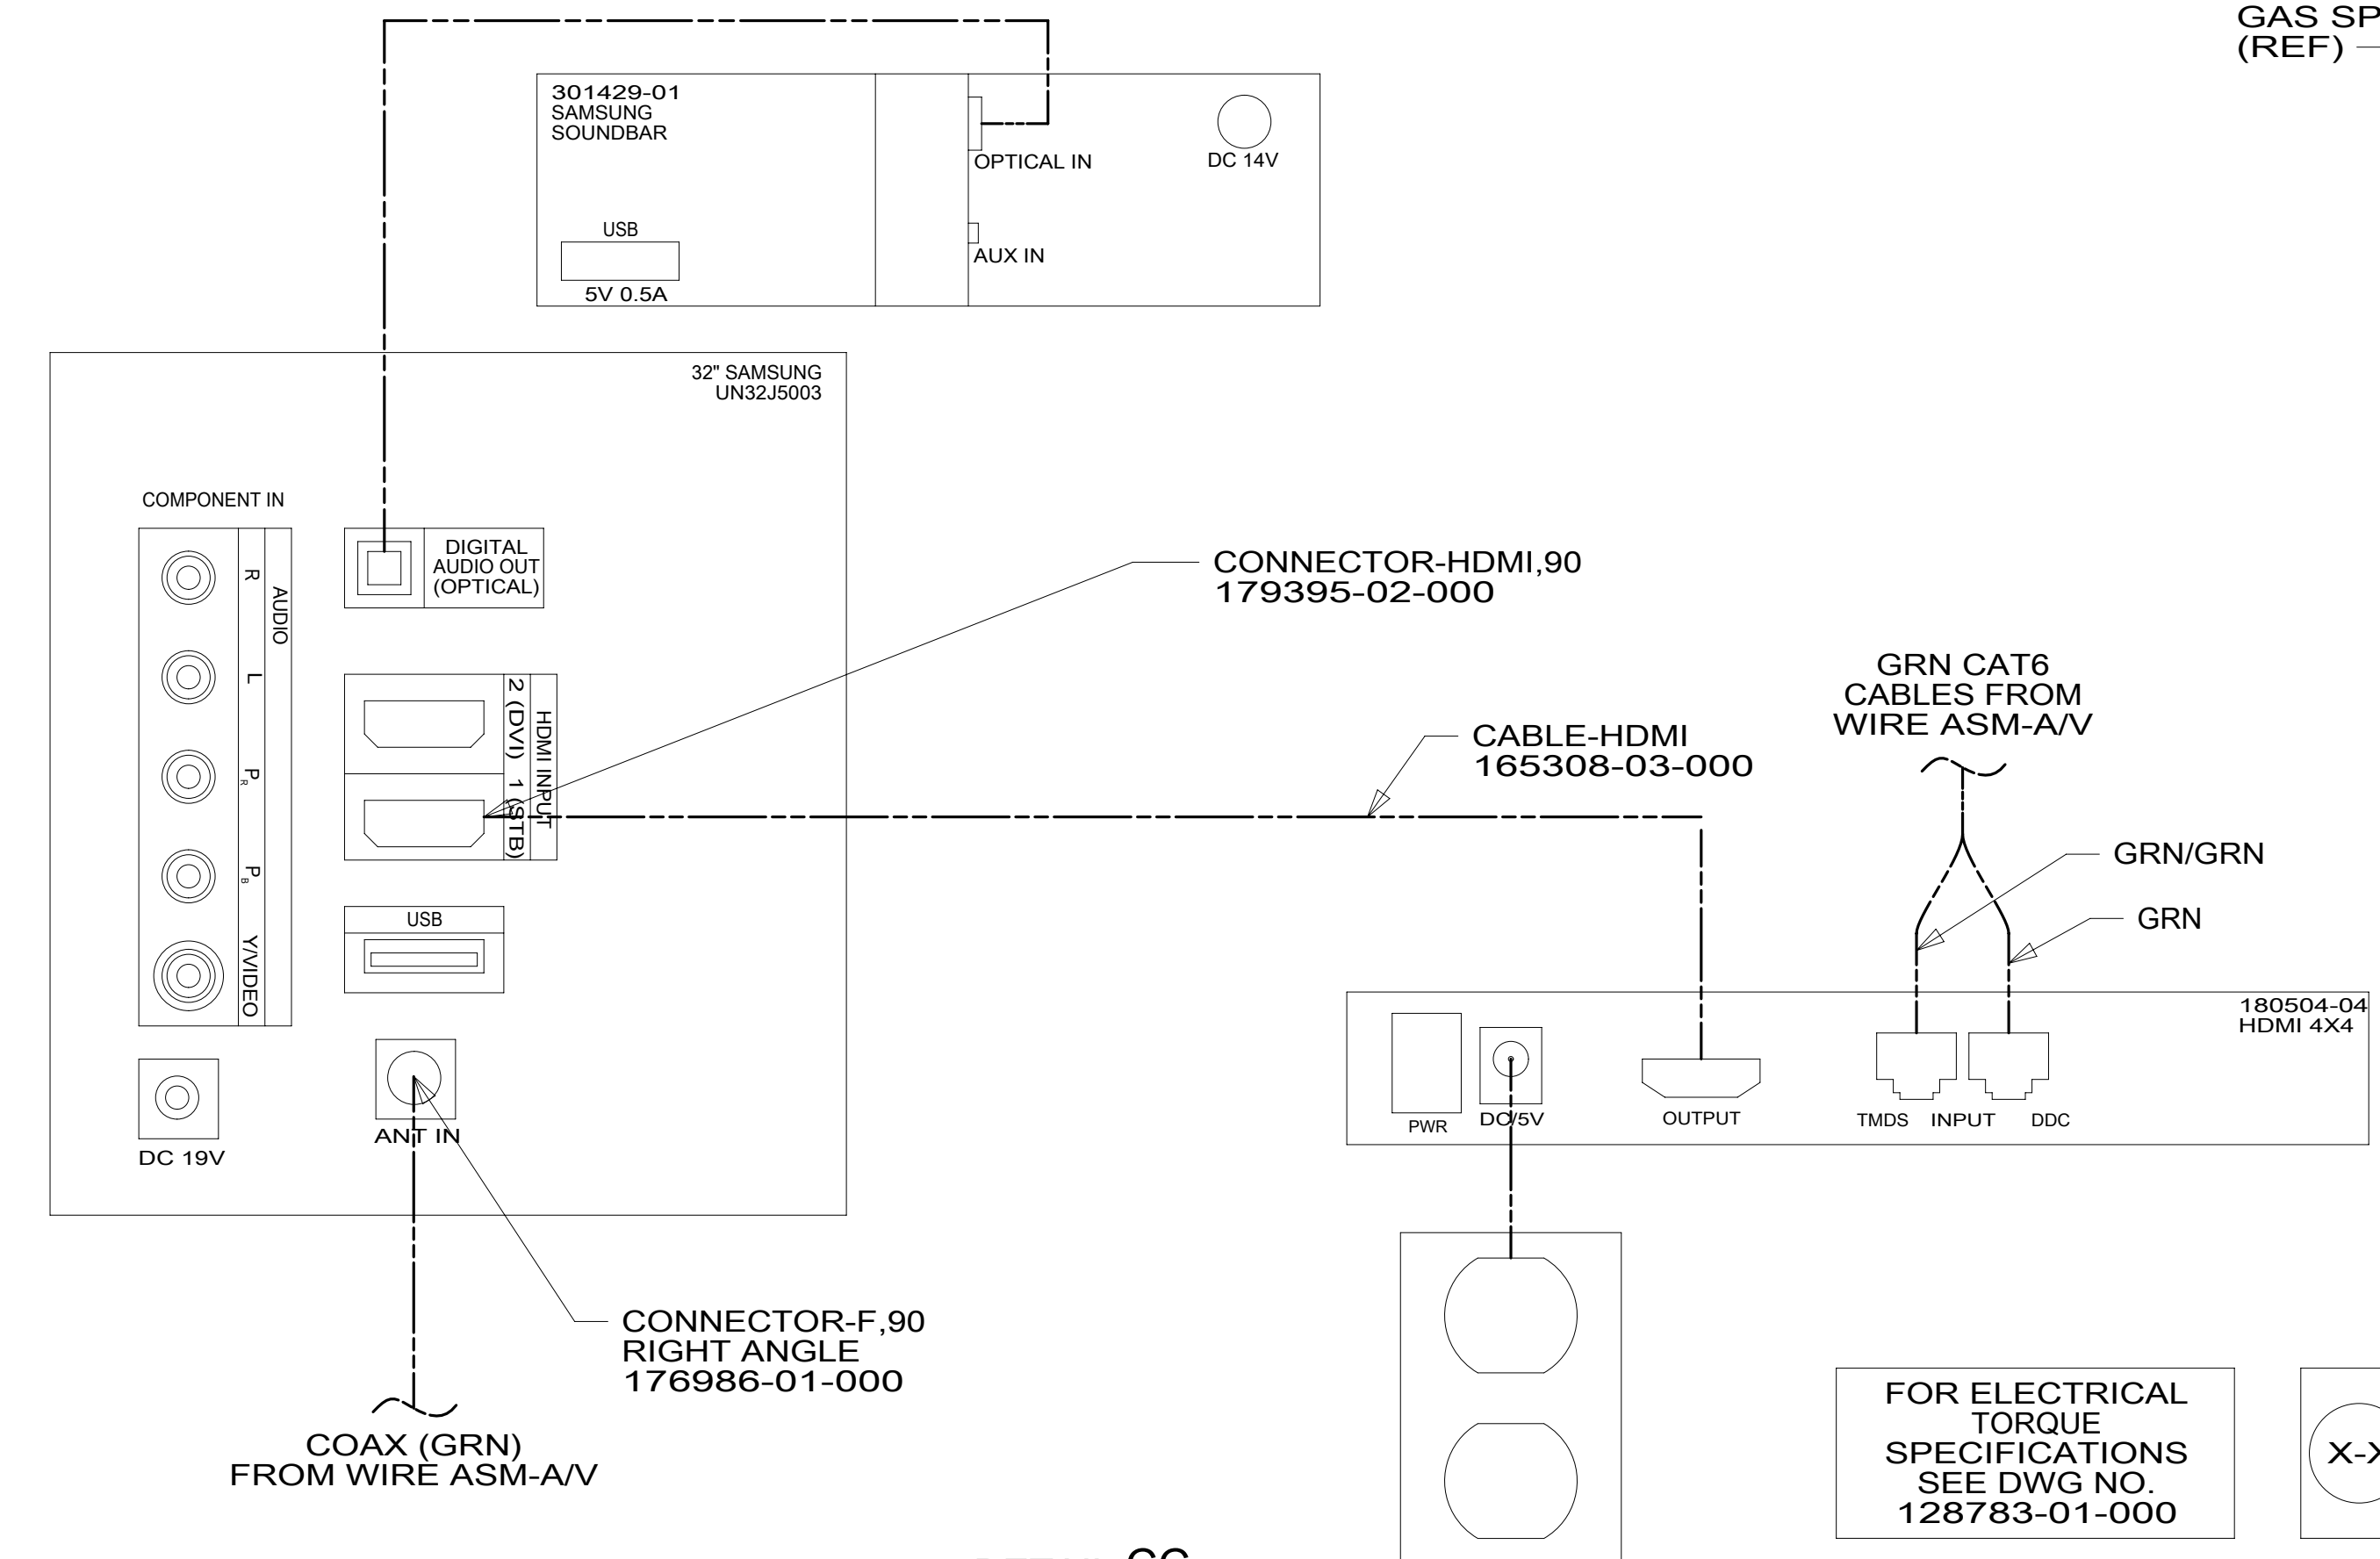 GAS SP
(REF)
301429-01
SAMSUNG
SOUNDBAR
OPTICAL IN
DC 14V
USB
5V 0.5A
AUX IN
32" SAMSUNG
UN32J5003
COMPONENT IN
R
L
PR
PB
Y/VIDEO
AUDIO
DIGITAL
AUDIO OUT
(OPTICAL)
2 (DVI)
1 (STB)
HDMI INPUT
USB
ANT IN
DC 19V
CONNECTOR-HDMI,90
179395-02-000
CABLE-HDMI
165308-03-000
GRN CAT6
CABLES FROM
WIRE ASM-A/V
GRN/GRN
GRN
180504-04
HDMI 4X4
PWR
DC/5V
OUTPUT
TMDS INPUT DDC
CONNECTOR-F,90
RIGHT ANGLE
176986-01-000
COAX (GRN)
FROM WIRE ASM-A/V
FOR ELECTRICAL
TORQUE
SPECIFICATIONS
SEE DWG NO.
128783-01-000
CC